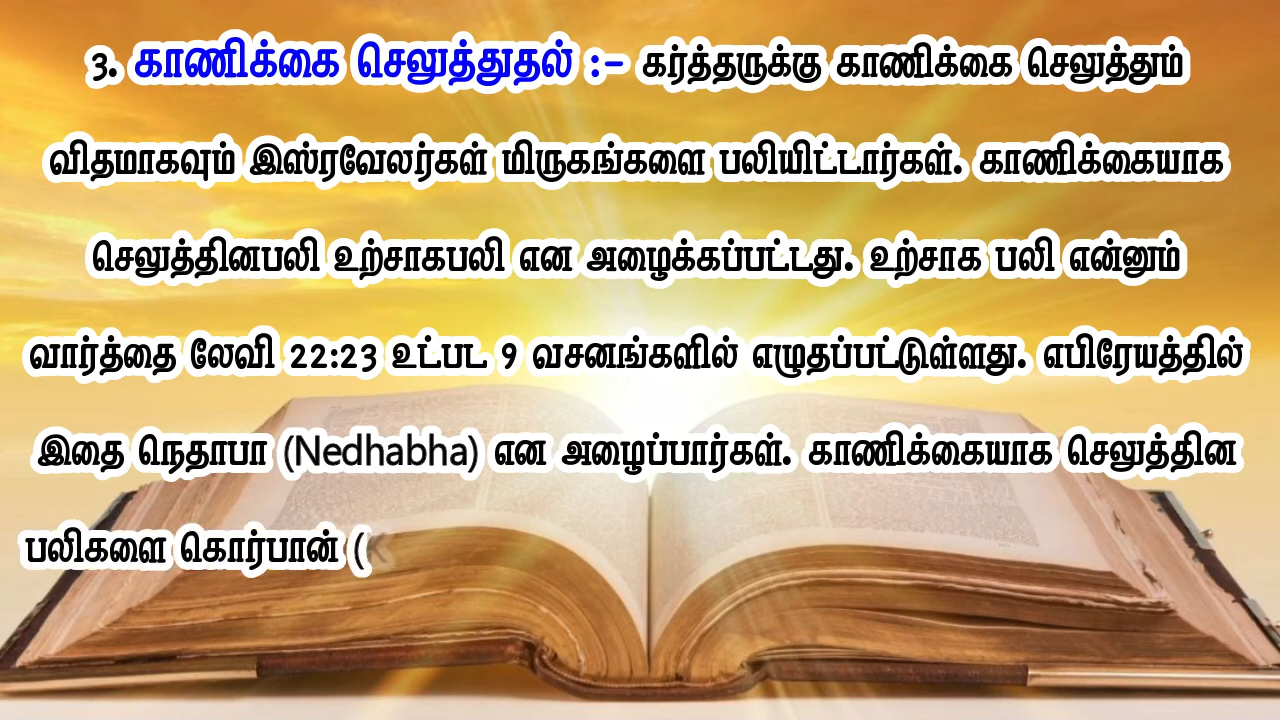 3. காணிக்கை செலுத்துதல் :- கர்த்தருக்கு காணிக்கை செலுத்தும்
விதமாகவும் இஸ்ரவேலர்கள் மிருகங்களை பலியிட்டார்கள். காணிக்கையாக
செலுத்தினபலி உற்சாகபலி என அழைக்கப்பட்டது. உற்சாக பலி என்னும்
வார்த்தை லேவி 22:23 உட்பட 9 வசனங்களில் எழுதப்பட்டுள்ளது. எபிரேயத்தில்
இதை நெதாபா (Nedhabha) என அழைப்பார்கள். காணிக்கையாக செலுத்தின
பலிகளை கொர்பான் (K